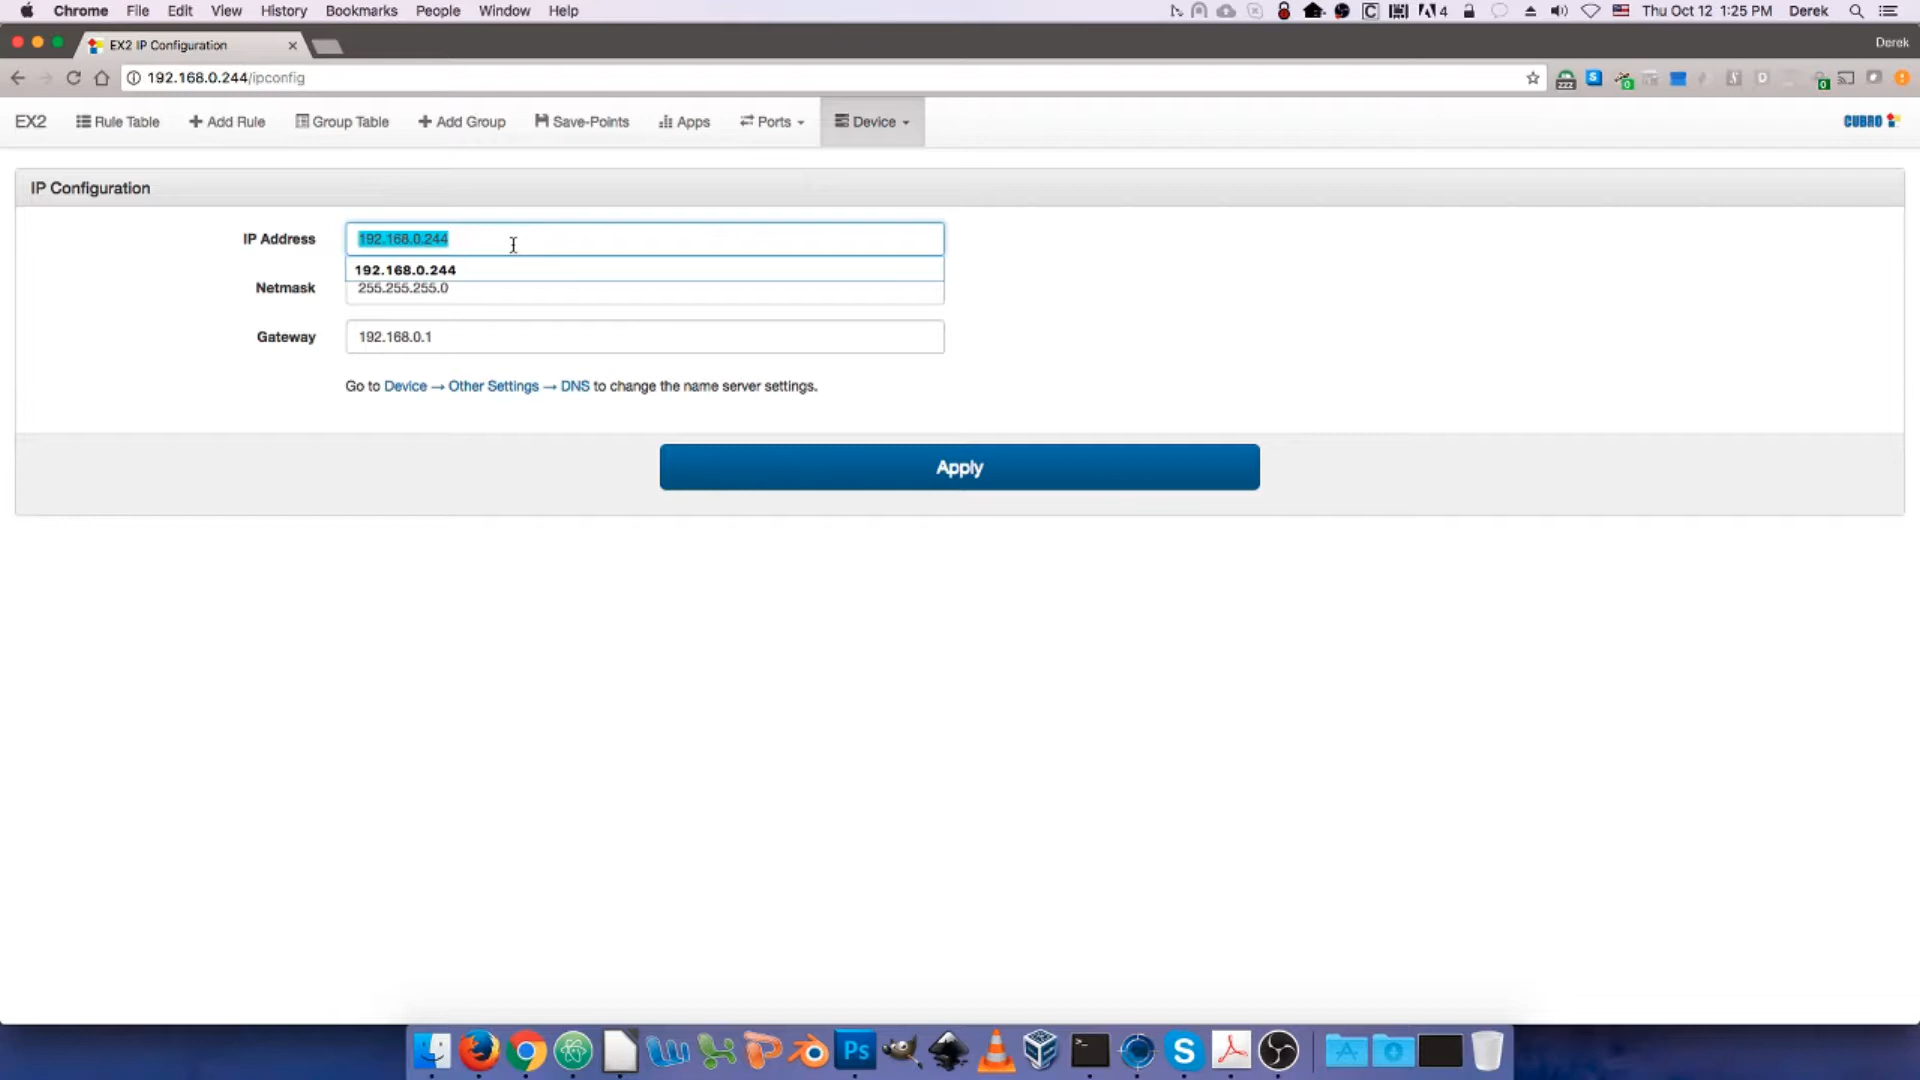 Chrome File Edit View History Bookmarks People Window Help 4 Thu Oct 12 1:25 PM Derek
EX2 IP Configuration Derek
192.168.0.244/ipconfig
EX2 Rule Table Add Rule Group Table Add Group Save-Points Apps Ports Device CUBRO
IP Configuration
IP Address 192.168.0.244
192.168.0.244
Netmask 255.255.255.0
Gateway 192.168.0.1
Go to Device → Other Settings → DNS to change the name server settings.
Apply
Ps